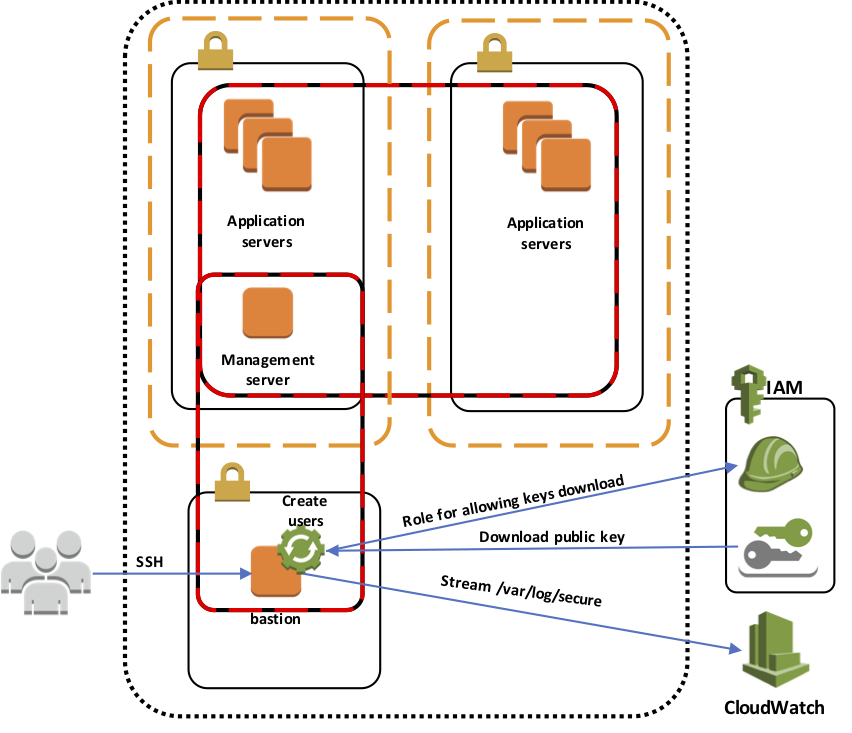 Application
servers
Application
servers
Management
server
IAM
Create
users
Role for allowing keys download
Download public key
SSH
Stream /var/log/secure
bastion
CloudWatch